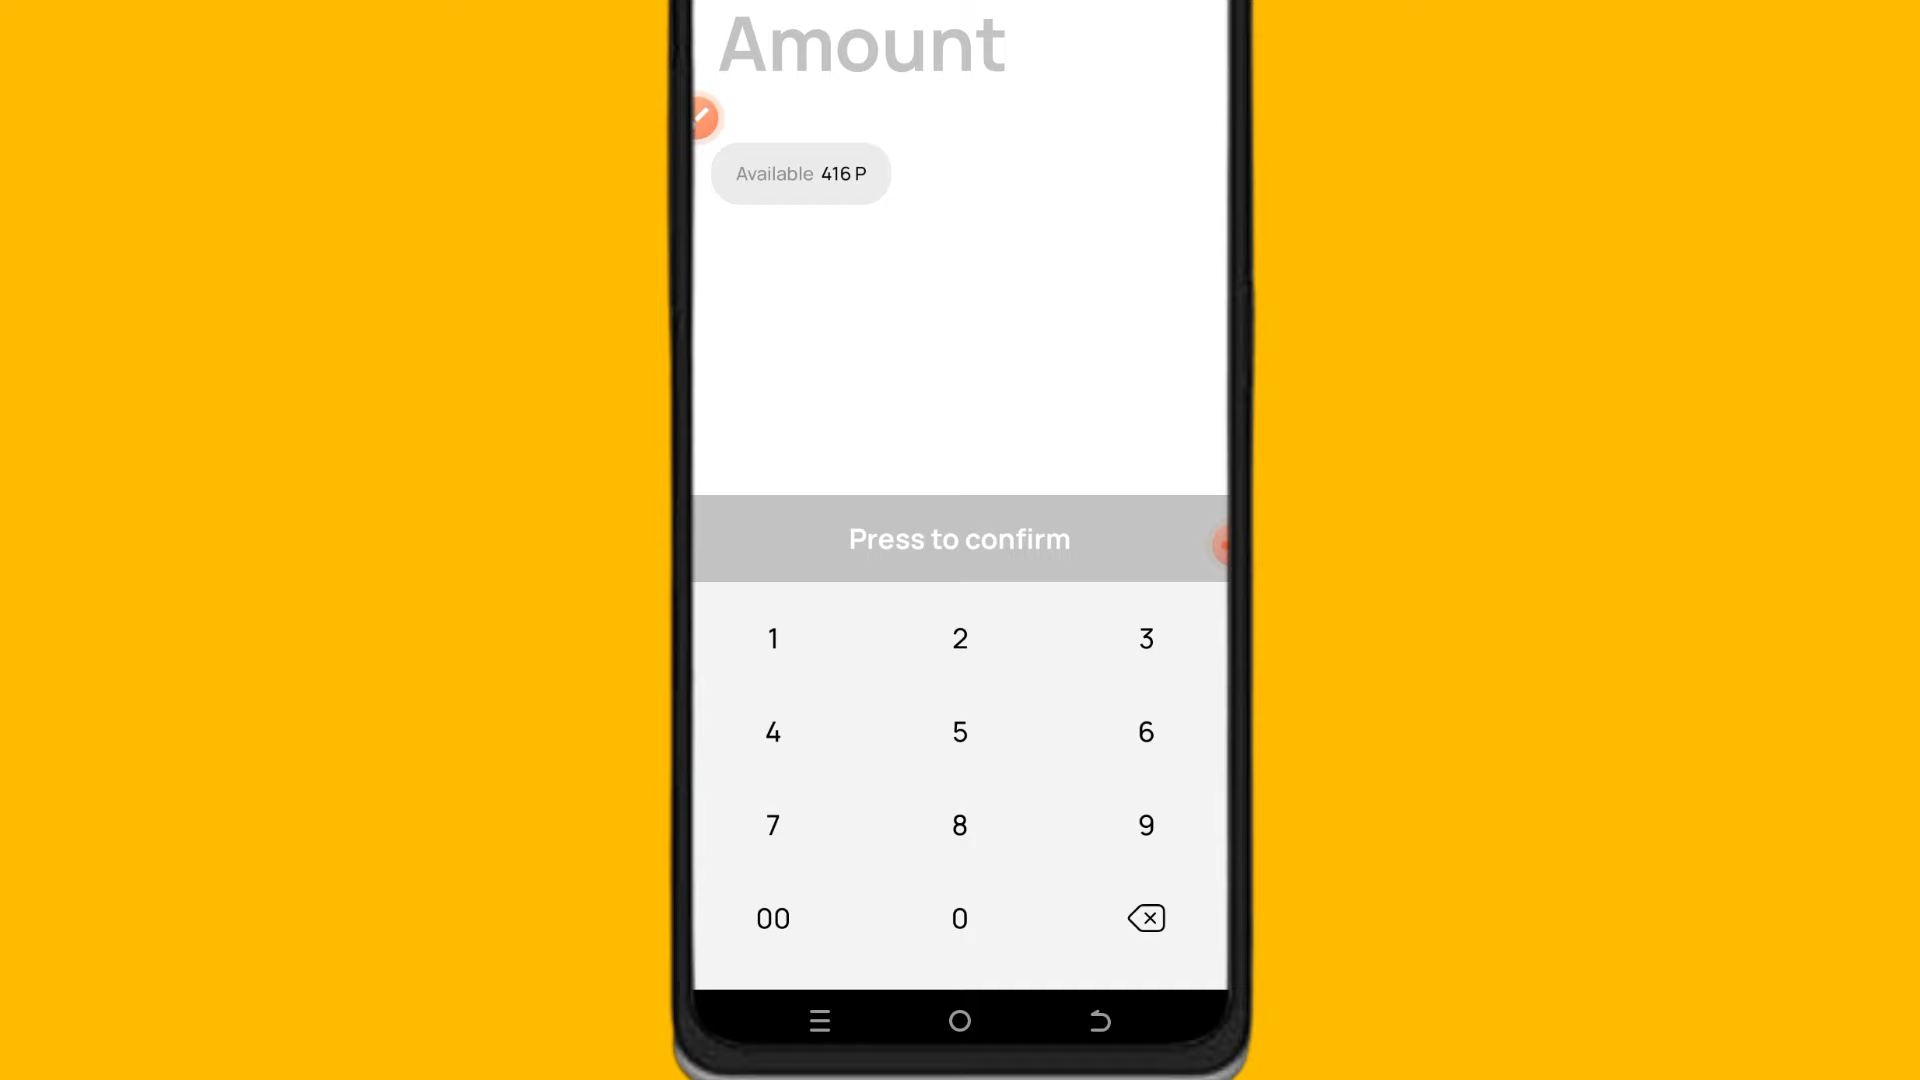 Amount
Available 416 P
Press to confirm
1 2 3
4 5 6
7 8 9
00 0